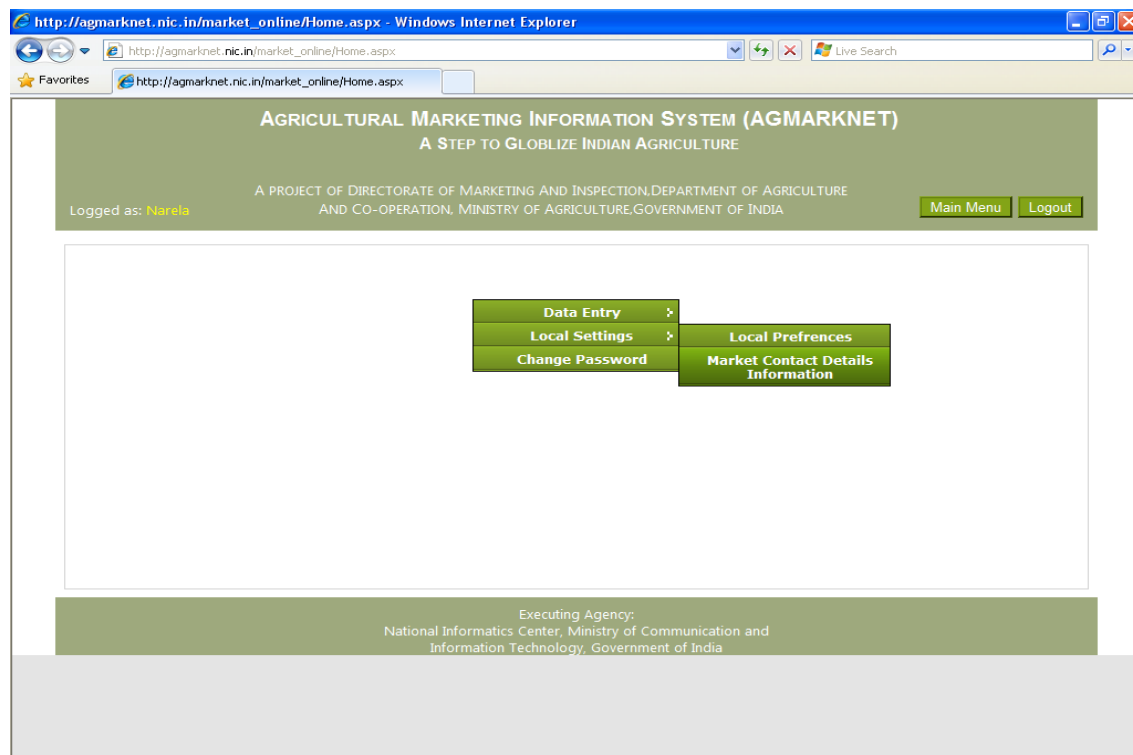 http://agmarknet.nic.in/market_online/Home.aspx - Windows Internet Explorer
http://agmarknet.nic.in/market_online/Home.aspx
Live Search
Favorites
http://agmarknet.nic.in/market_online/Home.aspx
AGRICULTURAL MARKETING INFORMATION SYSTEM (AGMARKNET)
A STEP TO GLOBLIZE INDIAN AGRICULTURE
A PROJECT OF DIRECTORATE OF MARKETING AND INSPECTION,DEPARTMENT OF AGRICULTURE
AND CO-OPERATION, MINISTRY OF AGRICULTURE,GOVERNMENT OF INDIA
Logged as: Narela
Main Menu
Logout
Data Entry
Local Settings
Change Password
Local Prefrences
Market Contact Details
Information
Executing Agency:
National Informatics Center, Ministry of Communication and
Information Technology, Government of India